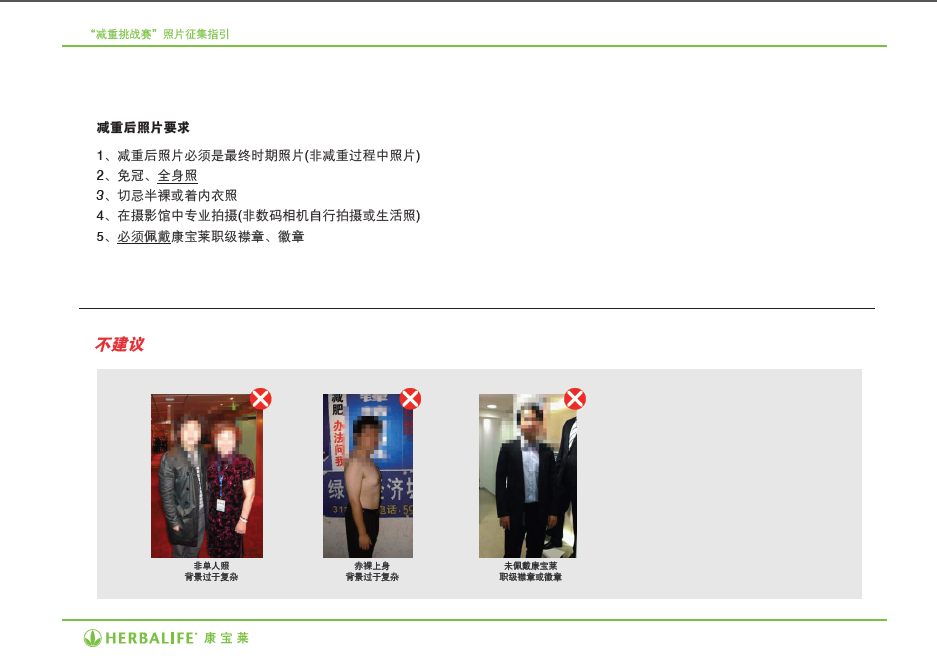 “减重挑战赛”照片征集指引
减重后照片要求
1、减重后照片必须是最终时期照片(非减重过程中照片)
2、免冠、全身照
3、切忌半裸或着内衣照
4、在摄影馆中专业拍摄(非数码相机自行拍摄或生活照)
5、必须佩戴康宝莱职级襟章、徽章
不建议
减
肥
办
法
问
我
绿
济
电话
非单人照
背景过于复杂
赤裸上身
背景过于复杂
未佩戴康宝莱
职级襟章或徽章
HERBALIFE 康宝莱